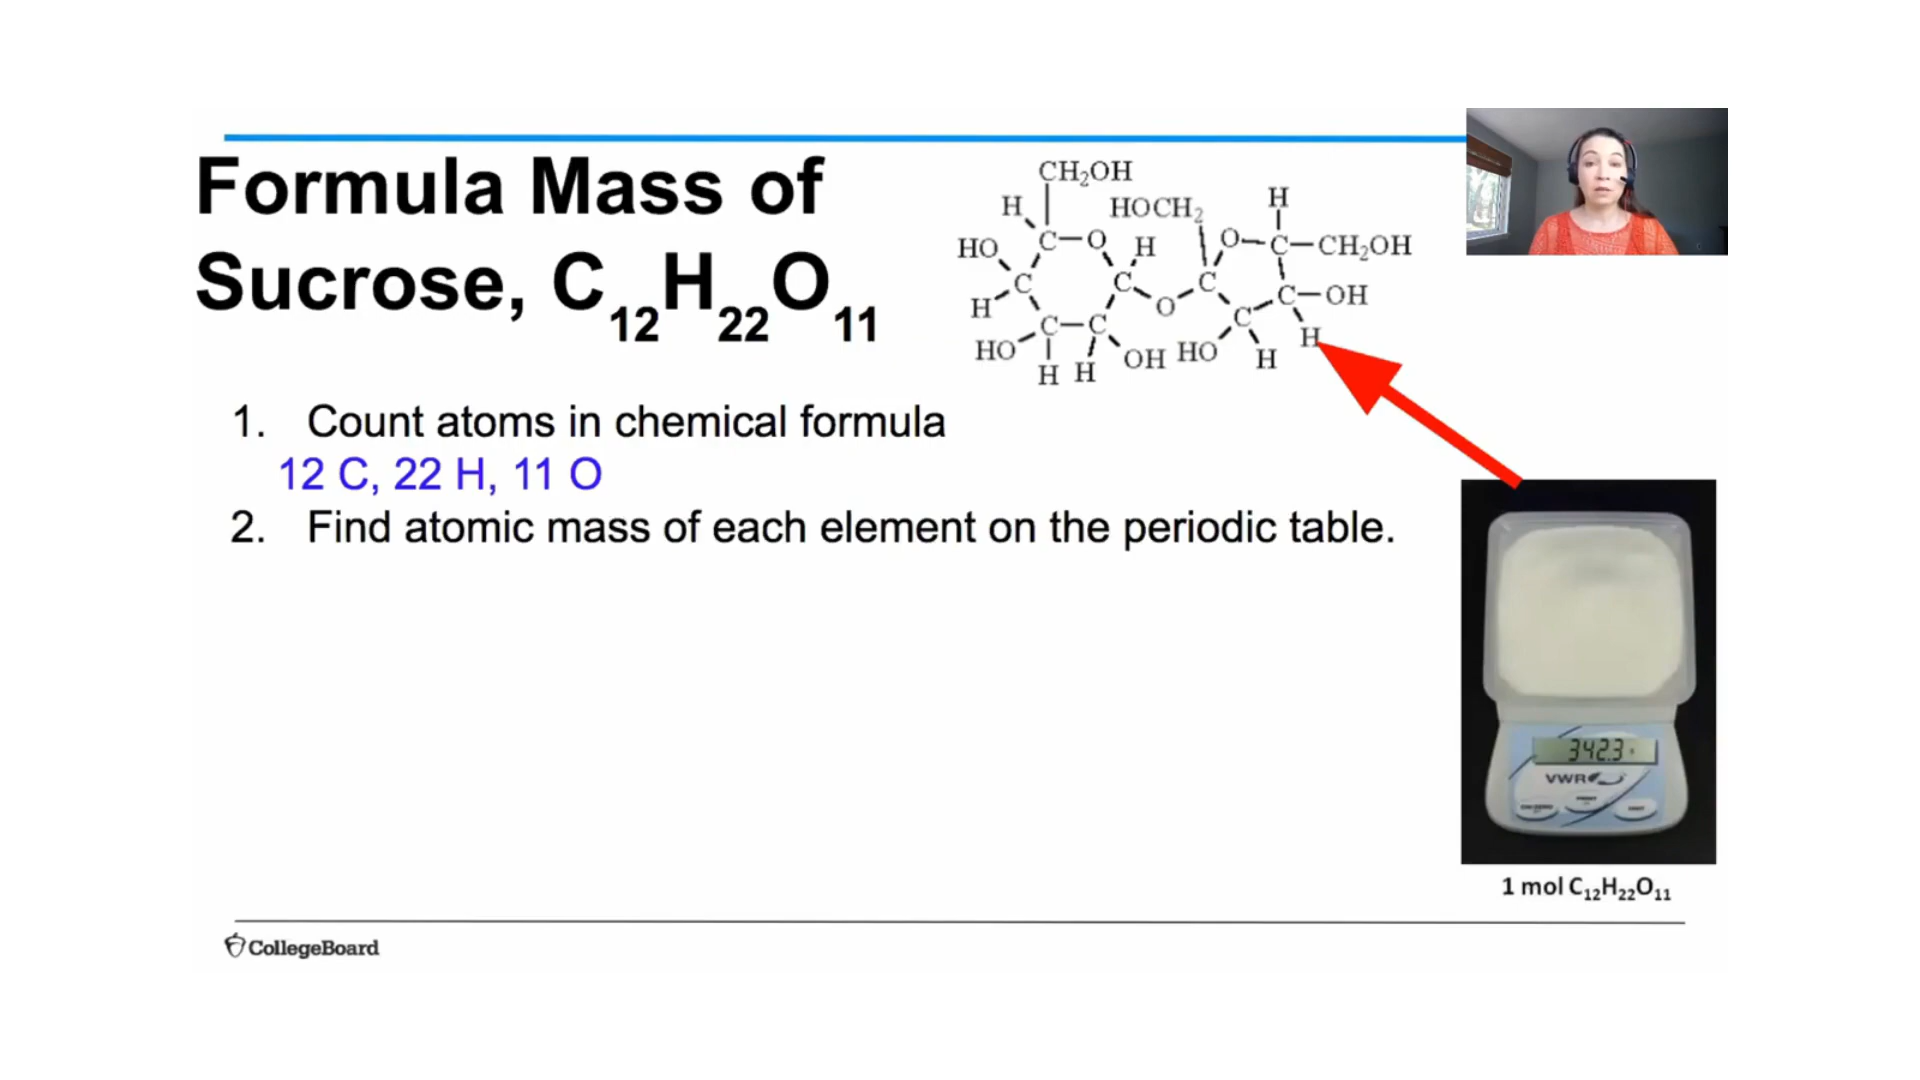 Formula Mass of
Sucrose, C₁₂H₂₂O₁₁
CH₂OH
H
HOCH₂
H
HO
C
O
H
O
C
CH₂OH
C
C
C
C
OH
H
O
C
C
C
H
HO
OH
HO
H
H
H
1. Count atoms in chemical formula
12 C, 22 H, 11 O
2. Find atomic mass of each element on the periodic table.
342.3
VWR
1 mol C₁₂H₂₂O₁₁
CollegeBoard